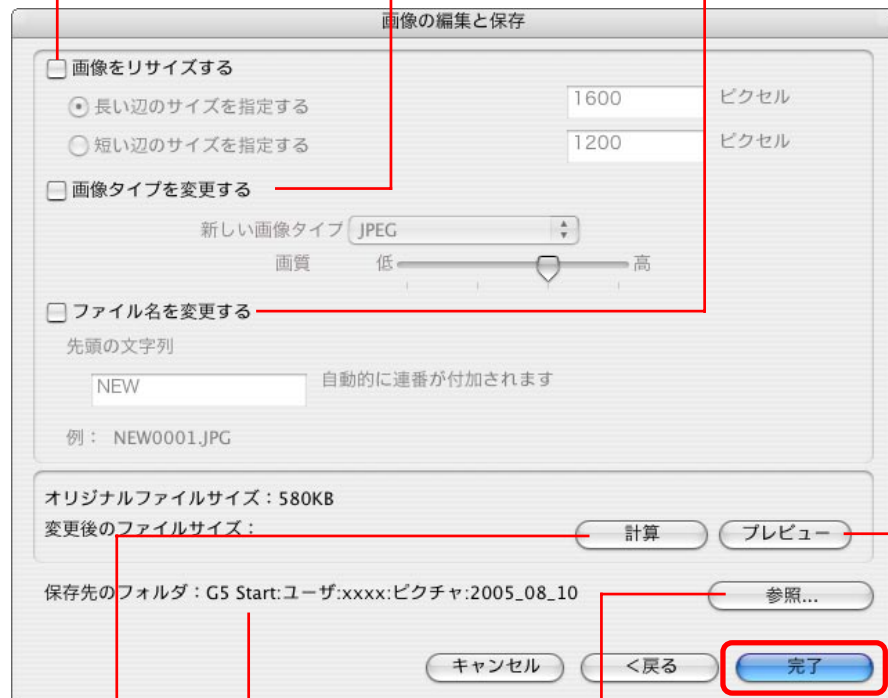 画像の編集と保存
画像をリサイズする
長い辺のサイズを指定する 1600 ピクセル
短い辺のサイズを指定する 1200 ピクセル
画像タイプを変更する
新しい画像タイプ JPEG
画質 低 高
ファイル名を変更する
先頭の文字列
NEW 自動的に連番が付加されます
例： NEW0001.JPG
オリジナルファイルサイズ：580KB
変更後のファイルサイズ： 計算 プレビュー
保存先のフォルダ：G5 Start:ユーザ:xxxx:ピクチャ:2005_08_10 参照...
キャンセル <戻る 完了